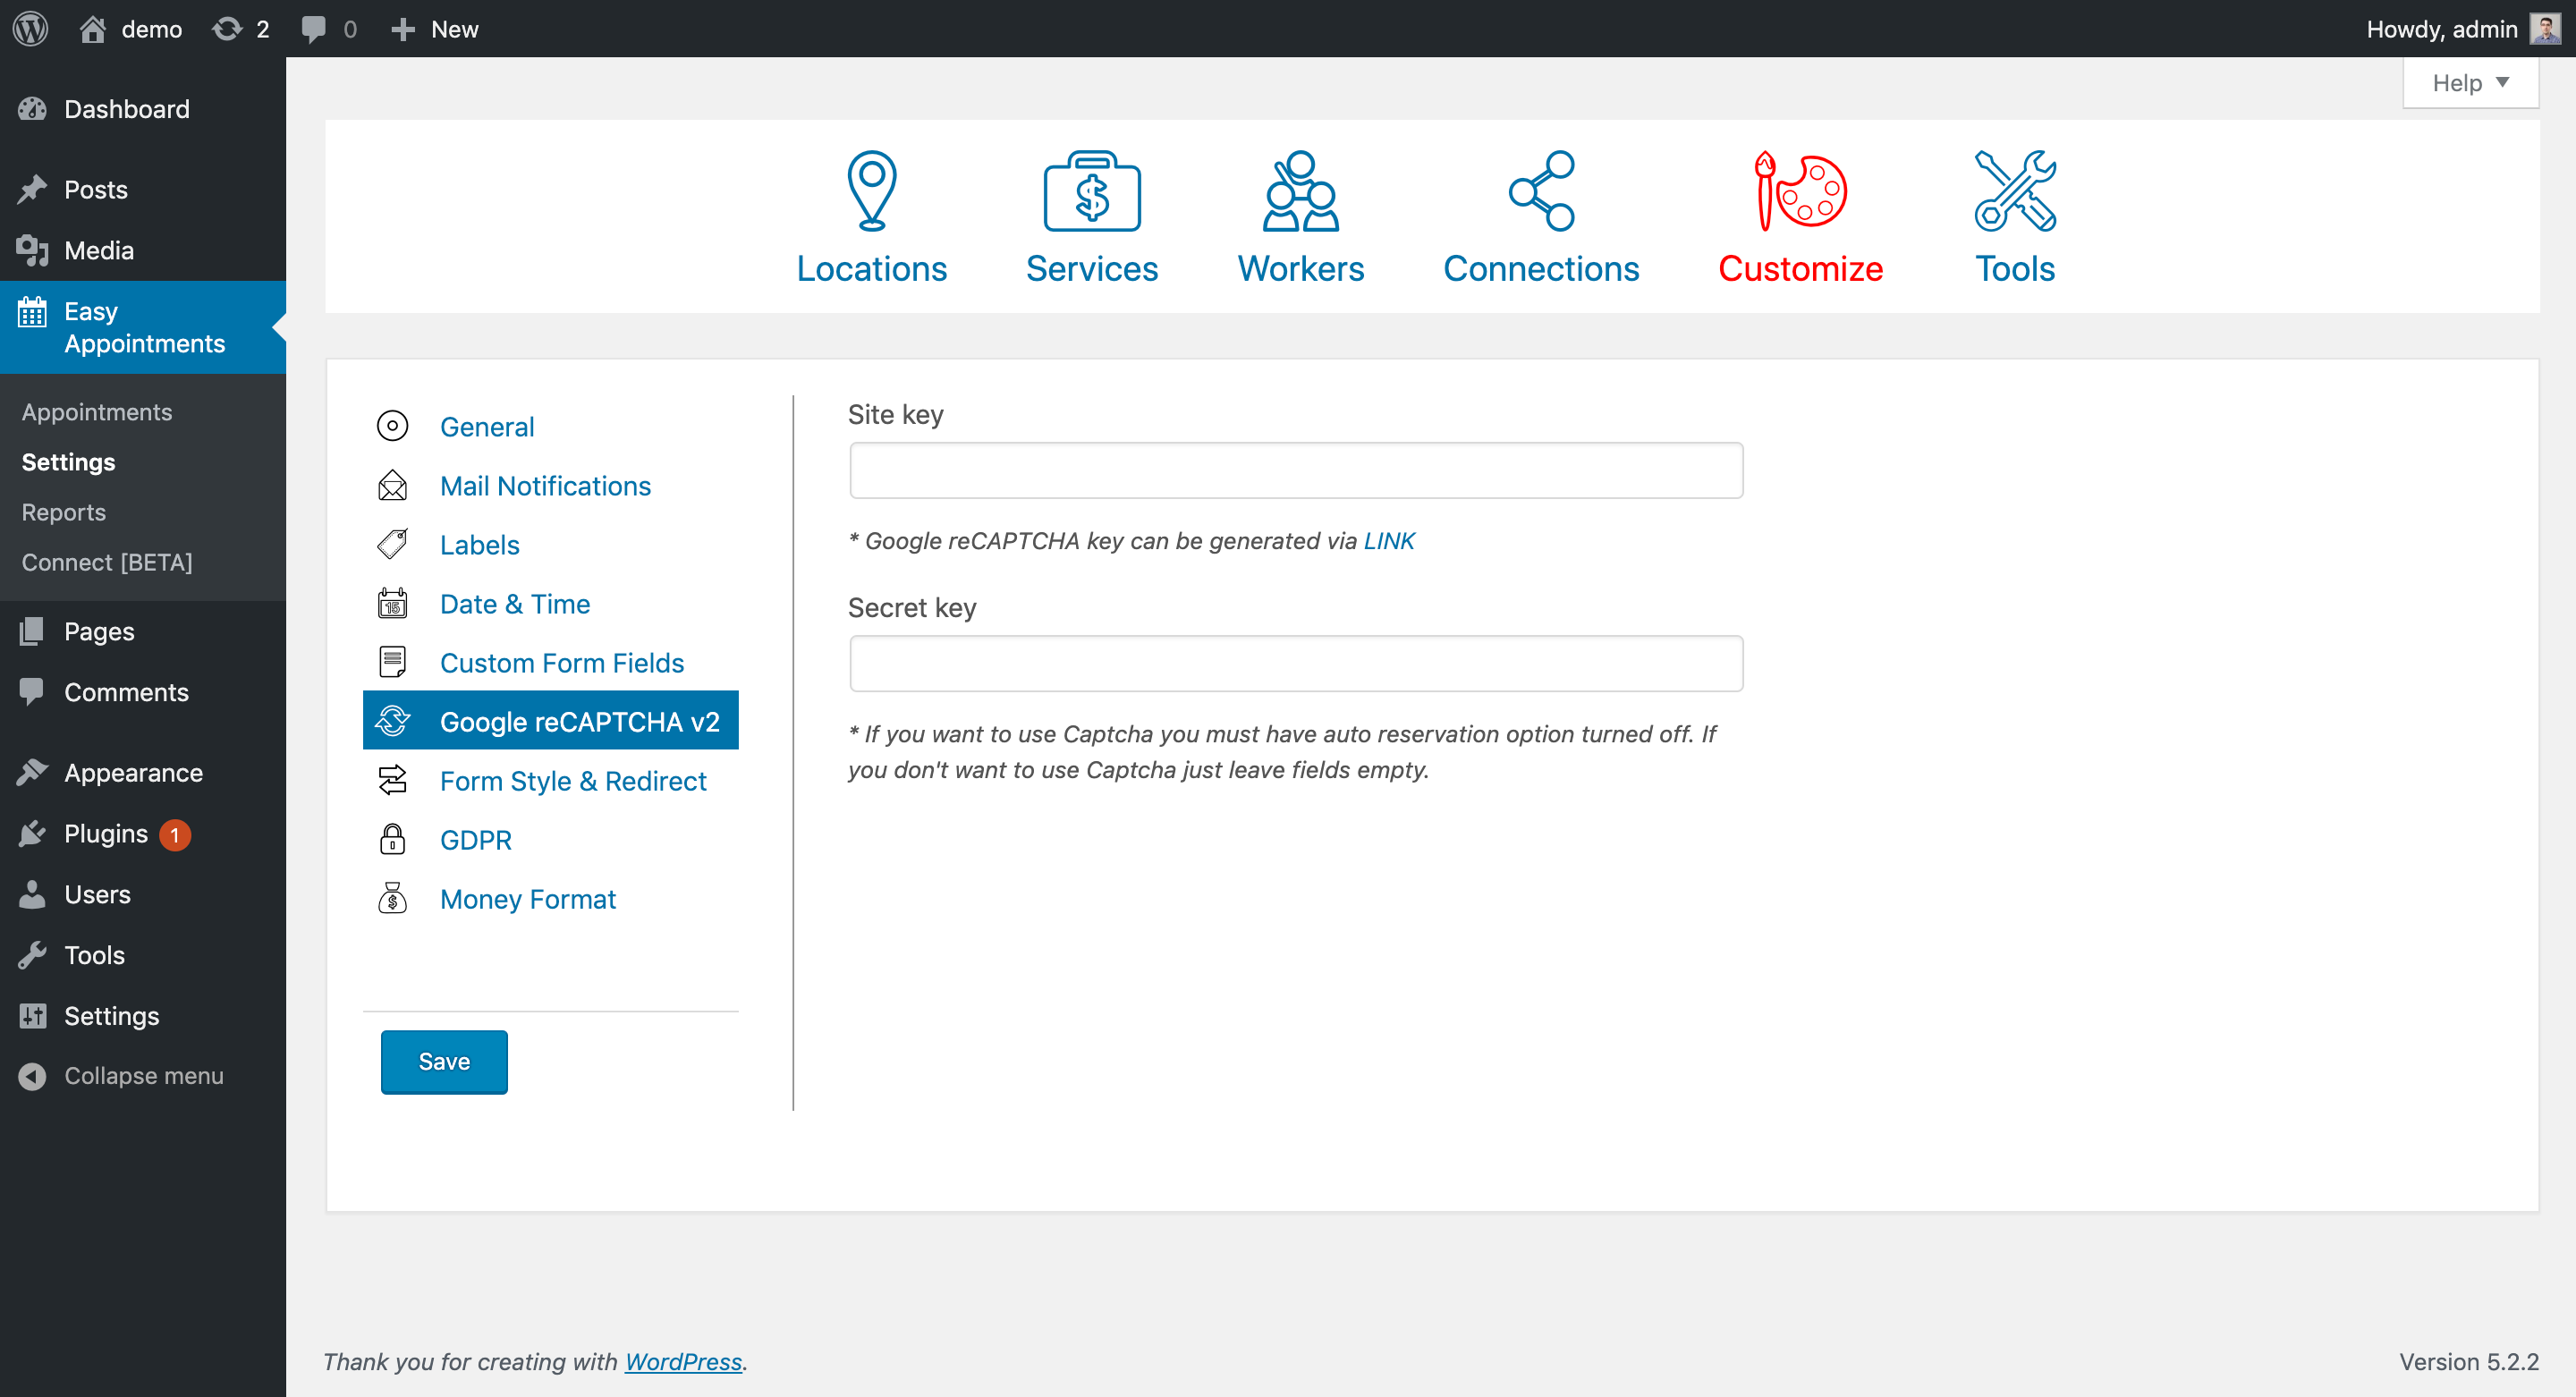 demo 2 0 New Howdy, admin
Help
Dashboard
Posts
Media
Easy
Appointments
Appointments
Settings
Reports
Connect [BETA]
Pages
Comments
Appearance
Plugins 1
Users
Tools
Settings
Collapse menu
Locations Services Workers Connections Customize Tools
General
Mail Notifications
Labels
15 Date & Time
Custom Form Fields
Google reCAPTCHA v2
Form Style & Redirect
GDPR
Money Format
Save
Site key
* Google reCAPTCHA key can be generated via LINK
Secret key
* If you want to use Captcha you must have auto reservation option turned off. If
you don't want to use Captcha just leave fields empty.
Thank you for creating with WordPress.
Version 5.2.2